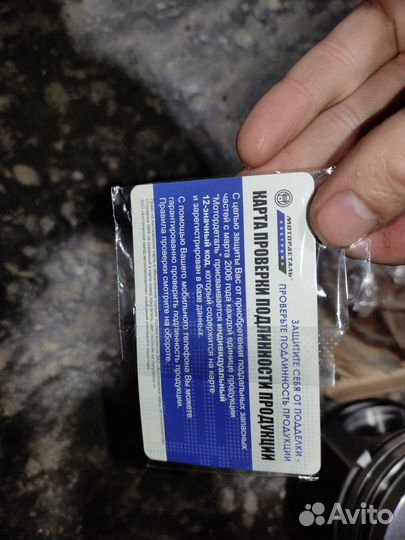 МОТОРДЕТАЛЬ
КОСТРОМА
ЗАЩИТИТЕ СЕБЯ ОТ ПОДДЕЛКИ -
ПРОВЕРЬТЕ ПОДЛИННОСТЬ ПРОДУКЦИИ
КАРТА ПРОВЕРКИ ПОДЛИННОСТИ ПРОДУКЦИИ
С целью защиты Вас от приобретения поддельных запасных
частей с марта 2006 года каждой единице продукции
"Мотордеталь" присваивается индивидуальный
12-значный код, который содержится на карте
и зарегистрирован в базе данных.
С помощью Вашего мобильного телефона Вы можете
гарантированно проверить подлинность продукции.
Правила проверки смотрите на обороте.
Avito